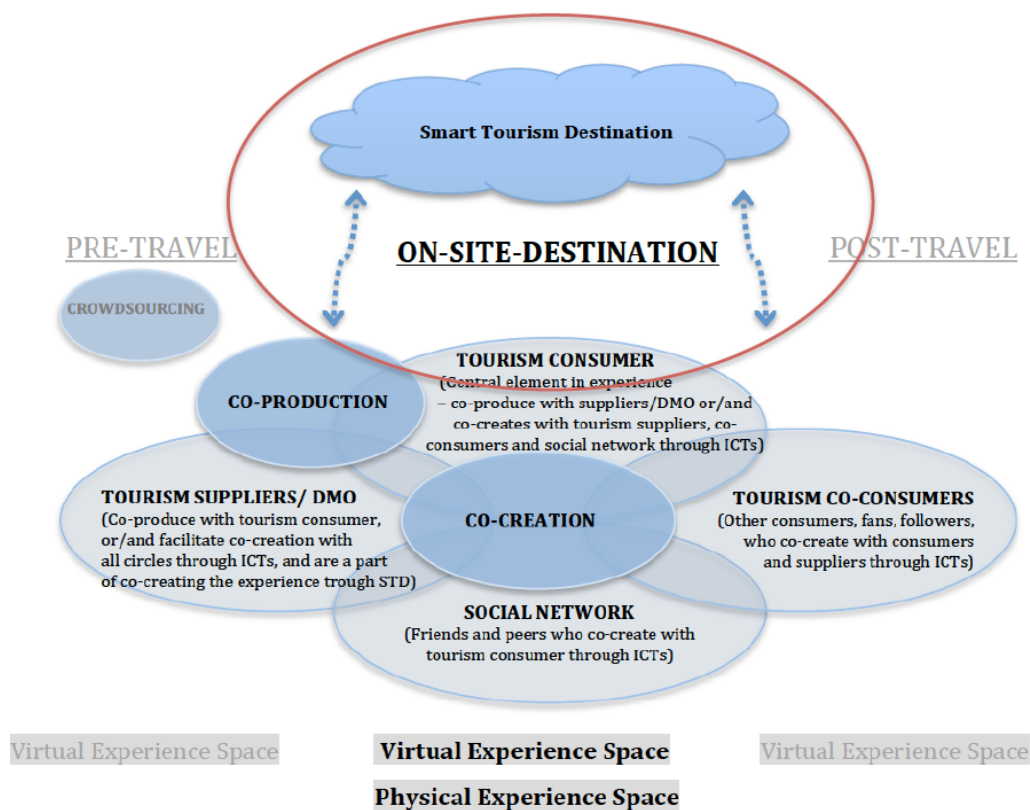 Smart Tourism Destination
PRE-TRAVEL
ON-SITE-DESTINATION
POST-TRAVEL
CROWDSOURCING
TOURISM CONSUMER
(Central element in experience
– co-produce with suppliers/DMO or/and
co-creates with tourism suppliers, co-
consumers and social network through ICTs)
CO-PRODUCTION
TOURISM SUPPLIERS/ DMO
(Co-produce with tourism consumer,
or/and facilitate co-creation with
all circles through ICTs, and are a part
of co-creating the experience trough STD)
CO-CREATION
TOURISM CO-CONSUMERS
(Other consumers, fans, followers,
who co-create with consumers
and suppliers through ICTs)
SOCIAL NETWORK
(Friends and peers who co-create with
tourism consumer through ICTs)
Virtual Experience Space
Virtual Experience Space
Virtual Experience Space
Physical Experience Space